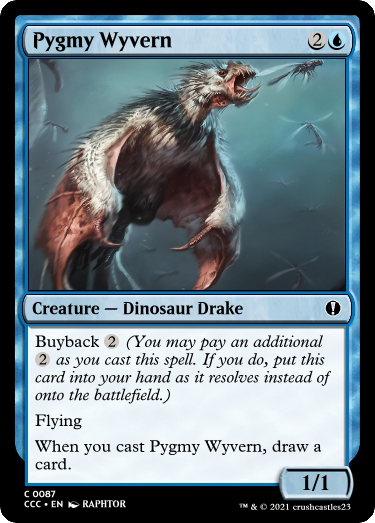 Pygmy Wyvern 2
Creature — Dinosaur Drake
Buyback 2 (You may pay an additional
2 as you cast this spell. If you do, put this
card into your hand as it resolves instead of
onto the battlefield.)
Flying
When you cast Pygmy Wyvern, draw a
card.
1/1
C 0087
CCC • EN RAPHTOR
™ & © 2021 crushcastles23